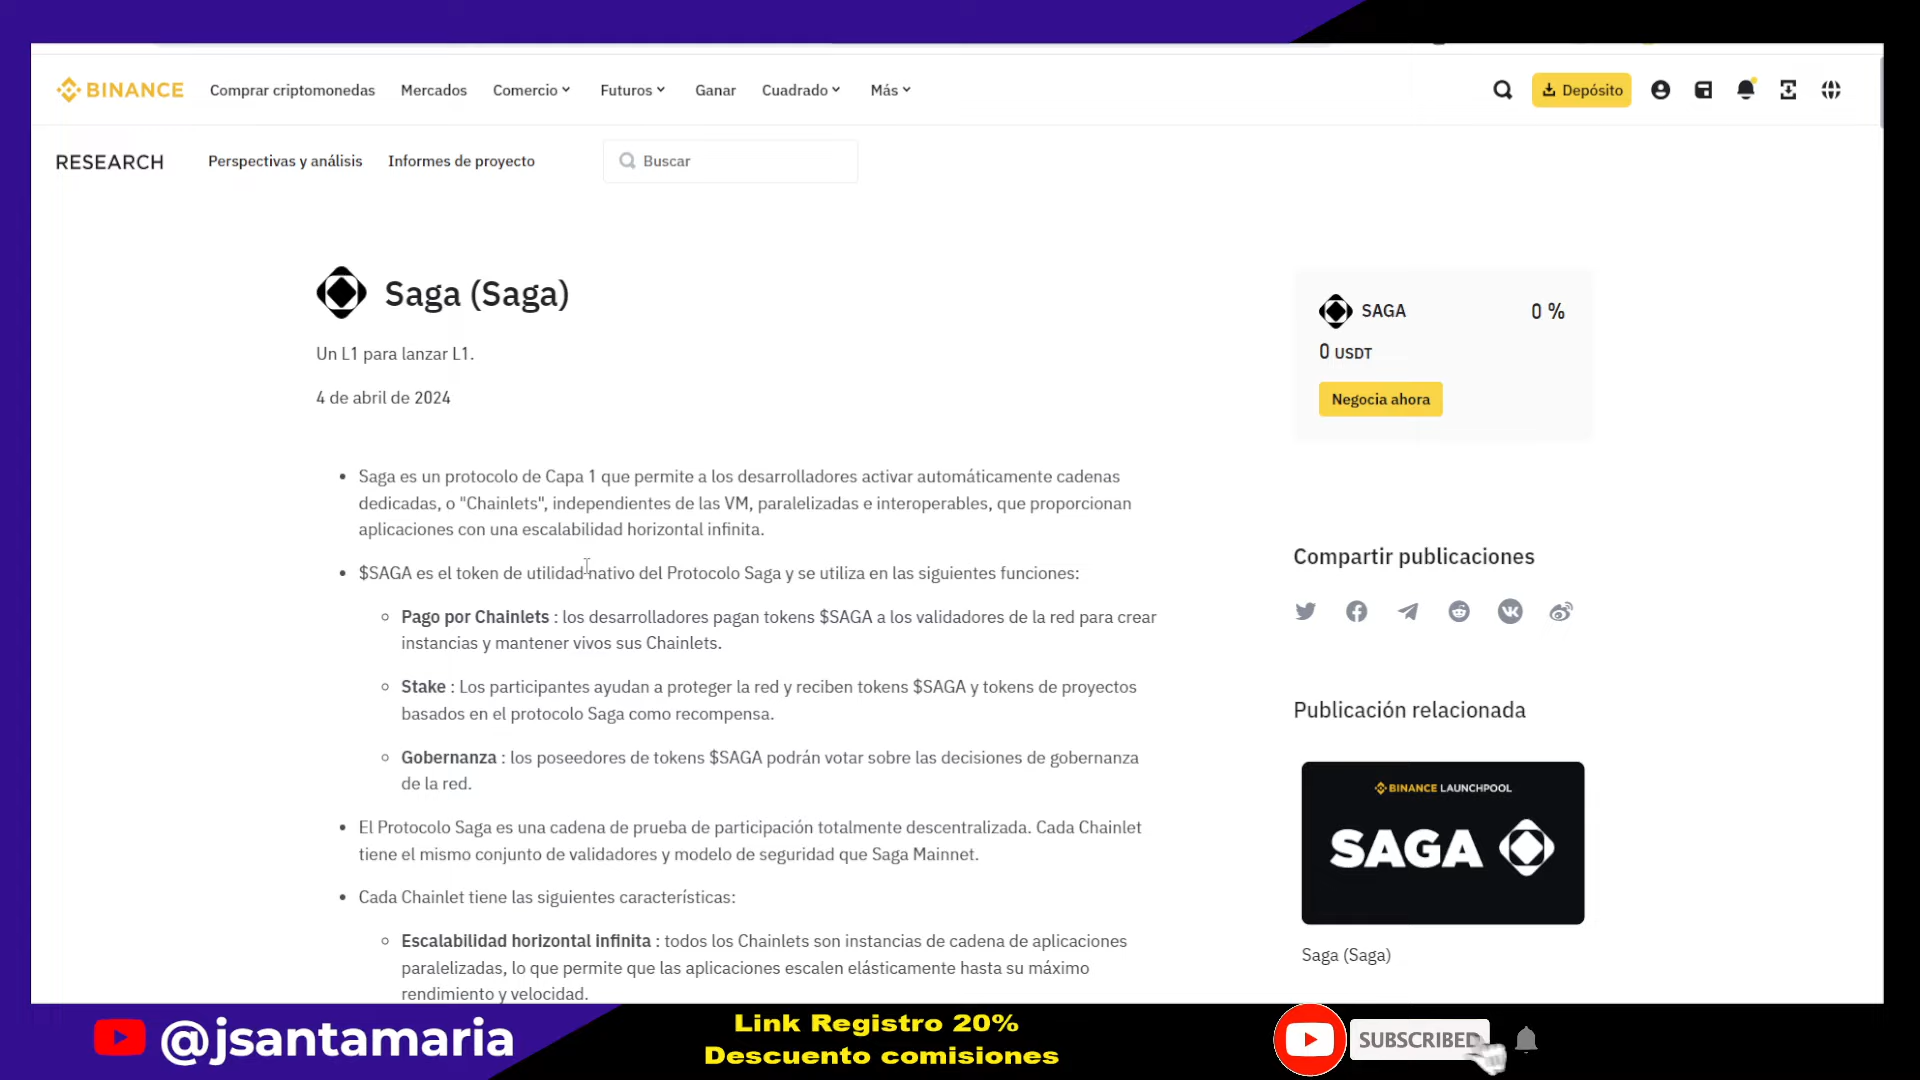 BINANCE
Comprar criptomonedas
Mercados
Comercio
Futuros
Ganar
Cuadrado
Más
Depósito
RESEARCH
Perspectivas y análisis
Informes de proyecto
Buscar
Saga (Saga)
Un L1 para lanzar L1.
4 de abril de 2024
• Saga es un protocolo de Capa 1 que permite a los desarrolladores activar automáticamente cadenas
dedicadas, o "Chainlets", independientes de las VM, paralelizadas e interoperables, que proporcionan
aplicaciones con una escalabilidad horizontal infinita.
• $SAGA es el token de utilidad nativo del Protocolo Saga y se utiliza en las siguientes funciones:
◦ Pago por Chainlets : los desarrolladores pagan tokens $SAGA a los validadores de la red para crear
instancias y mantener vivos sus Chainlets.
◦ Stake : Los participantes ayudan a proteger la red y reciben tokens $SAGA y tokens de proyectos
basados en el protocolo Saga como recompensa.
◦ Gobernanza : los poseedores de tokens $SAGA podrán votar sobre las decisiones de gobernanza
de la red.
• El Protocolo Saga es una cadena de prueba de participación totalmente descentralizada. Cada Chainlet
tiene el mismo conjunto de validadores y modelo de seguridad que Saga Mainnet.
• Cada Chainlet tiene las siguientes características:
◦ Escalabilidad horizontal infinita : todos los Chainlets son instancias de cadena de aplicaciones
paralelizadas, lo que permite que las aplicaciones escalen elásticamente hasta su máximo
rendimiento y velocidad.
SAGA
0 %
0 USDT
Negocia ahora
Compartir publicaciones
Publicación relacionada
BINANCE LAUNCHPOOL
SAGA
Saga (Saga)
@jsantamaria
Link Registro 20%
Descuento comisiones
SUBSCRIBED